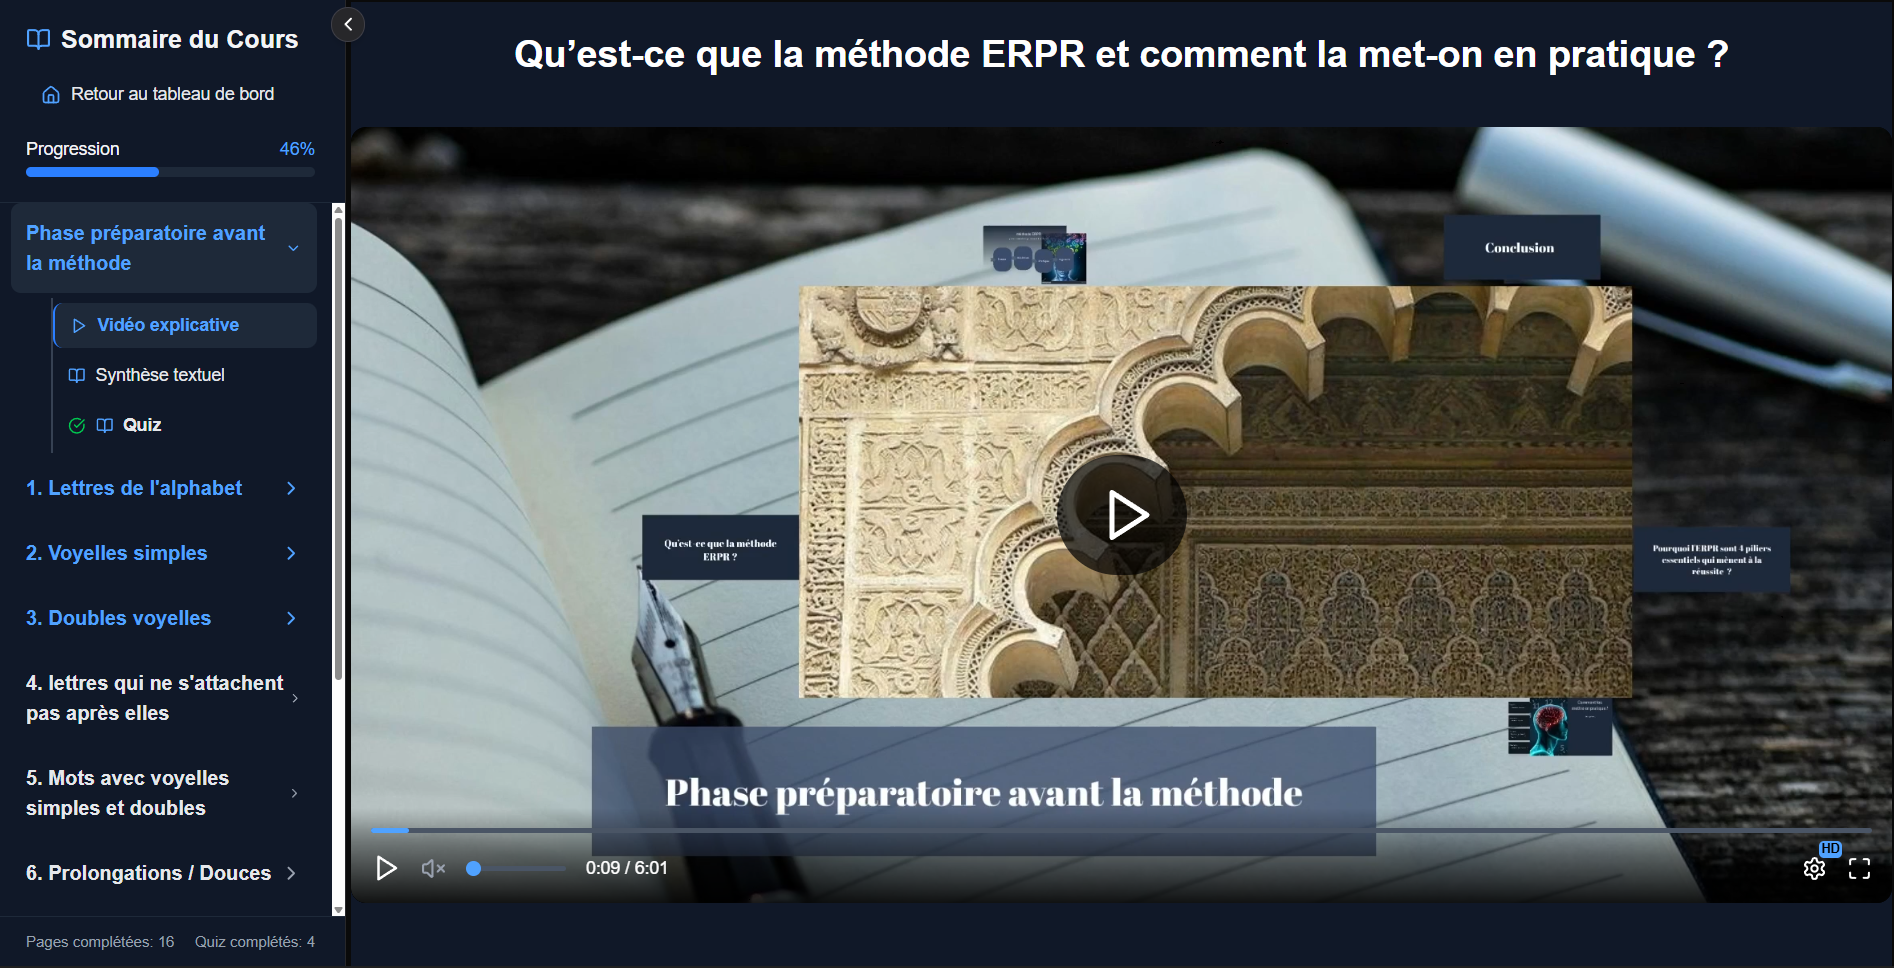 Sommaire du Cours
Retour au tableau de bord
Progression 46%
Phase préparatoire avant
la méthode
Vidéo explicative
Synthèse textuel
Quiz
1. Lettres de l'alphabet
2. Voyelles simples
3. Doubles voyelles
4. lettres qui ne s'attachent
pas après elles
5. Mots avec voyelles
simples et doubles
6. Prolongations / Douces
Pages complétées: 16 Quiz complétés: 4
Qu’est-ce que la méthode ERPR et comment la met-on en pratique ?
Conclusion
Qu'est-ce que la méthode
ERPR ?
Pourquoi l'ERPR sont 4 piliers
essentiels qui mènent à la
réussite ?
Phase préparatoire avant la méthode
0:09 / 6:01
HD